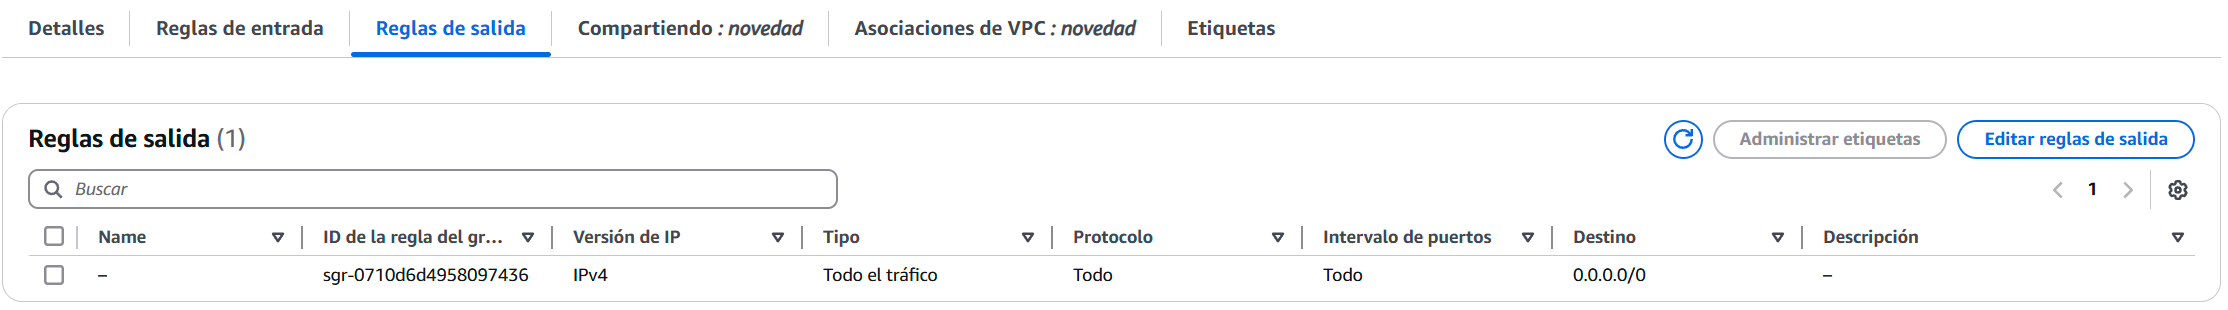 Detalles Reglas de entrada Reglas de salida Compartiendo : novedad Asociaciones de VPC : novedad Etiquetas
Reglas de salida (1) Administrar etiquetas Editar reglas de salida
Buscar 1
Name ID de la regla del gr... Versión de IP Tipo Protocolo Intervalo de puertos Destino Descripción
– sgr-0710d6d4958097436 IPv4 Todo el tráfico Todo Todo 0.0.0.0/0 –